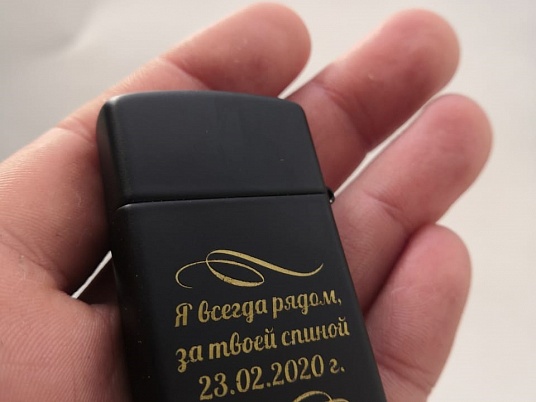 Я всегда рядом,
за твоей спиной
23.02.2020 г.